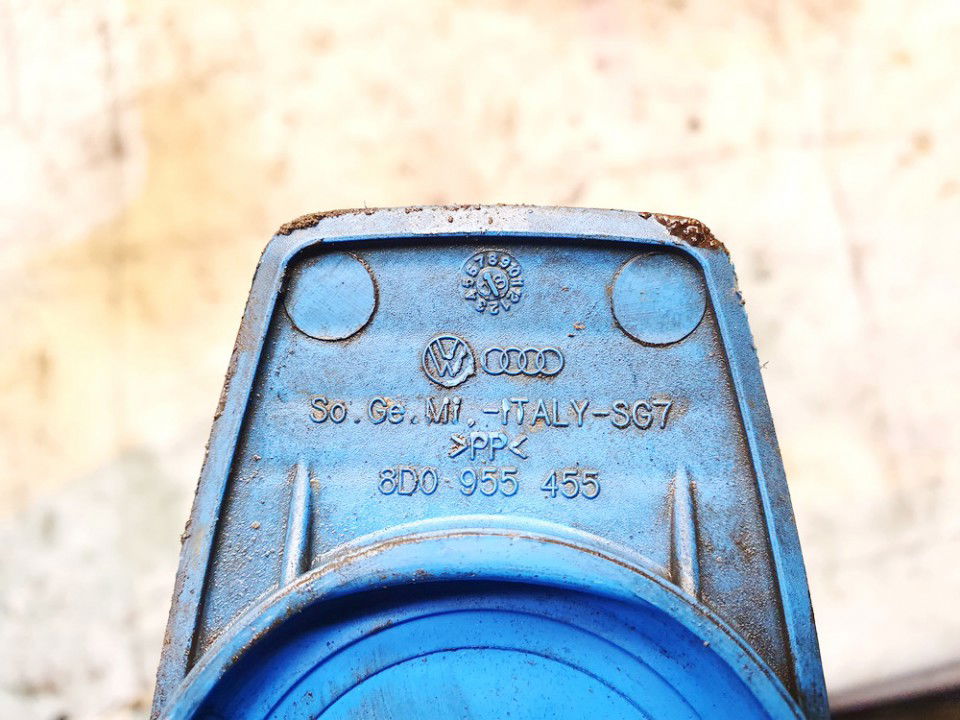 So.Ge.Mi.-ITALY-SG7
>PP<
8D0 955 455